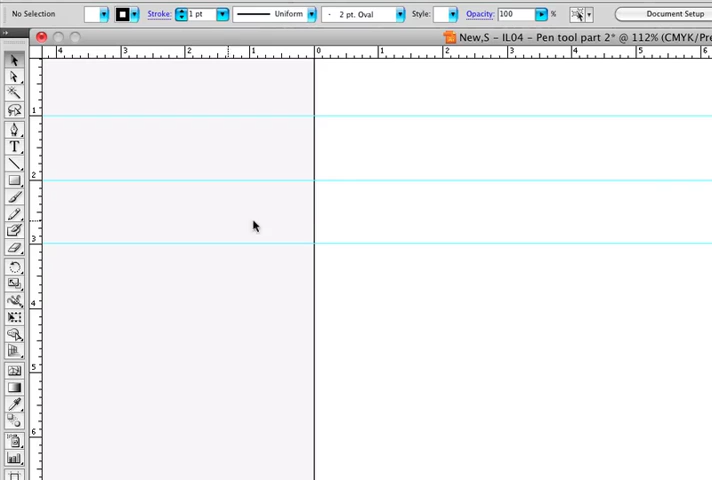 No Selection Stroke: 1 pt Uniform 2 pt. Oval Style: Opacity: 100 % Document Setup
New,S - IL04 - Pen tool part 2* @ 112% (CMYK/Pre
4 3 2 1 0 1 2 3 4 5 6
1
T
2
3
4
5
6